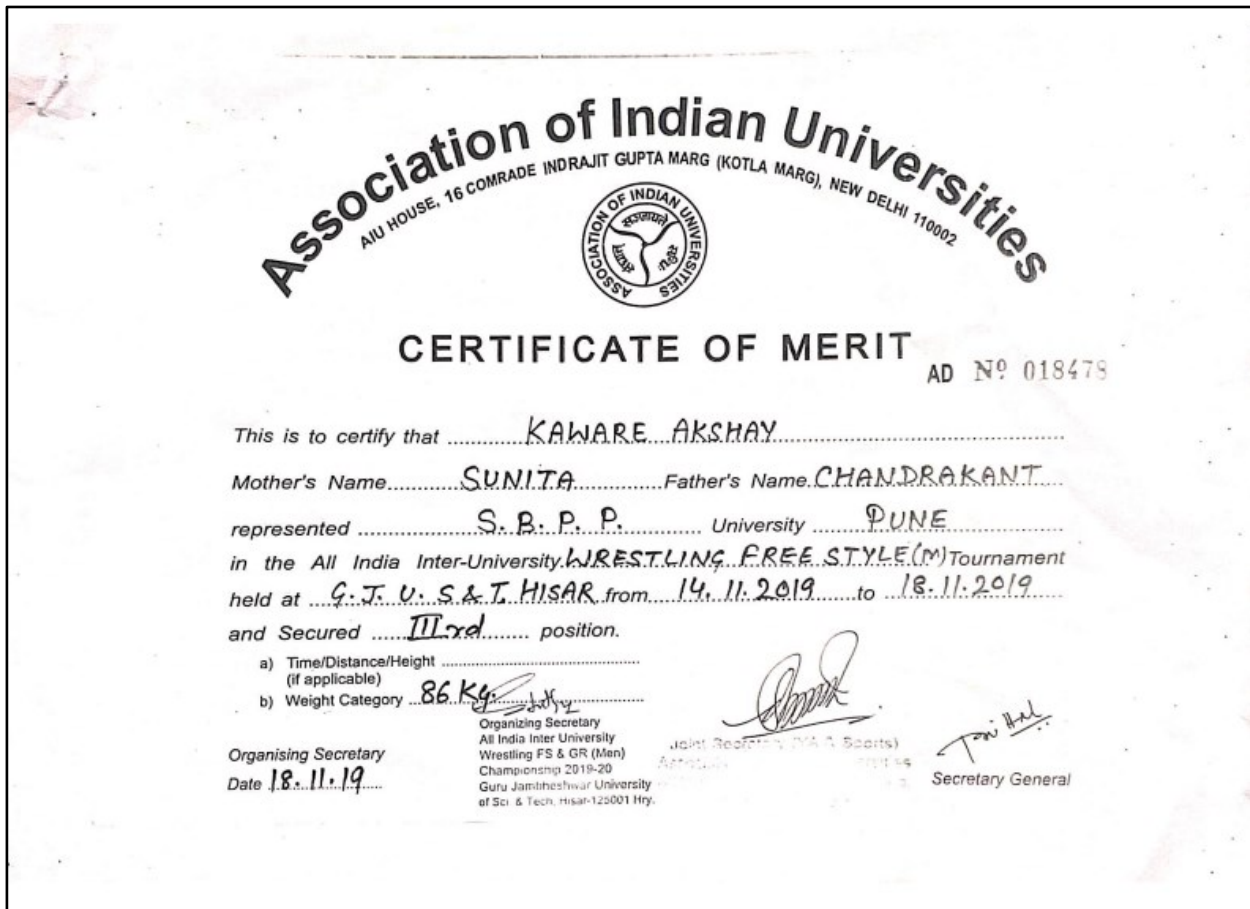 Association of Indian Universities
AIU HOUSE, 16 COMRADE INDRAJIT GUPTA MARG (KOTLA MARG), NEW DELHI 110002
ASSOCIATION OF INDIAN UNIVERSITIES
CERTIFICATE OF MERIT
AD Nº 018478
This is to certify that KAWARE AKSHAY
Mother's Name SUNITA Father's Name CHANDRAKANT
represented S. B. P. P. University PUNE
in the All India Inter-University WRESTLING FREE STYLE(M) Tournament
held at G. J. U. S & T. HISAR from 14. 11. 2019 to 18. 11. 2019
and Secured IIIrd position.
a) Time/Distance/Height
(if applicable)
b) Weight Category 86 Kg.
Organizing Secretary
All India Inter University
Wrestling FS & GR (Men)
Championship 2019-20
Guru Jambheshwar University
of Sci. & Tech, Hisar-125001 Hry.
Organising Secretary
Date 18. 11. 19
Joint Secretary Sports)
Secretary General